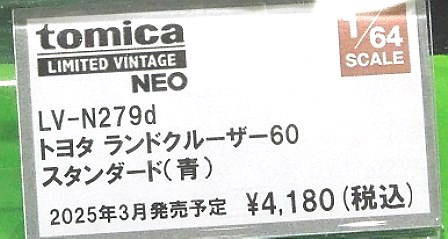 tomica
LIMITED VINTAGE
NEO
1/64
SCALE
LV-N279d
トヨタ ランドクルーザー60
スタンダード(青)
2025年3月発売予定 ¥4,180(税込)